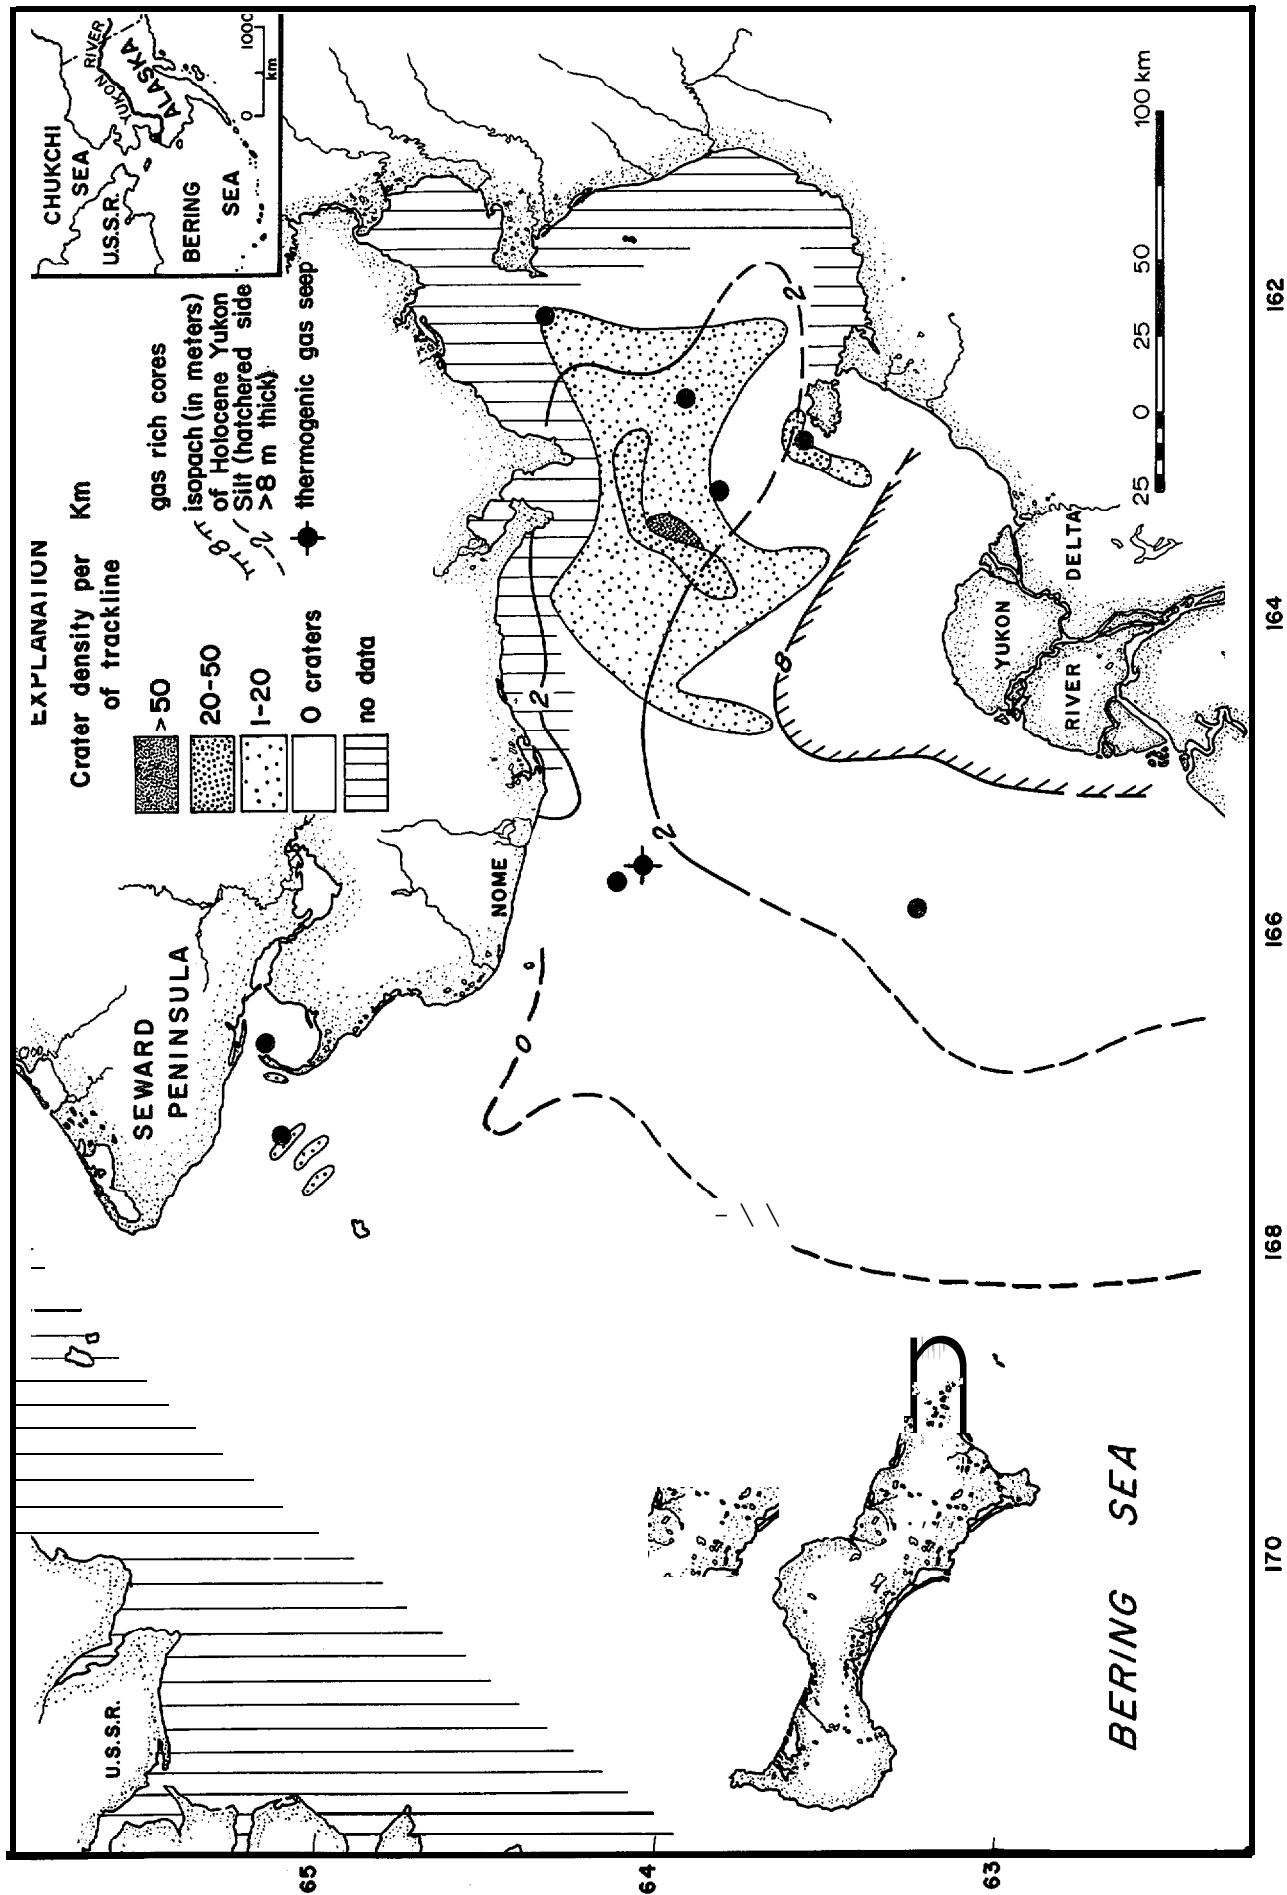 EXPLANATION
Crater density per Km
of trackline
>50
20-50
1-20
0 craters
no data
gas rich cores
8
2
isopach (in meters)
of Holocene Yukon
Silt (hatchered side
>8 m thick)
thermogenic gas seep
CHUKCHI
SEA
U.S.S.R.
BERING
SEA
YUKON
RIVER
ALASKA
0
1000
km
SEWARD
PENINSULA
NOME
U.S.S.R.
2
0
2
2
8
YUKON
RIVER
DELTA
BERING SEA
25 0 25 50 100 km
65
64
63
170
168
166
164
162